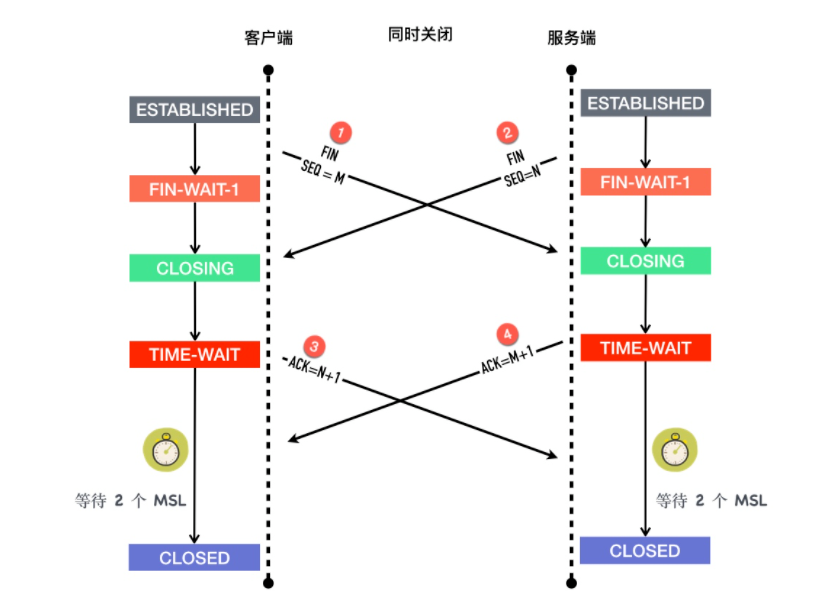 客户端
同时关闭
服务端
ESTABLISHED
ESTABLISHED
1
2
FIN
SEQ = M
FIN
SEQ=N
FIN-WAIT-1
FIN-WAIT-1
CLOSING
CLOSING
3
4
TIME-WAIT
TIME-WAIT
ACK=N+1
ACK=M+1
等待 2 个 MSL
等待 2 个 MSL
CLOSED
CLOSED